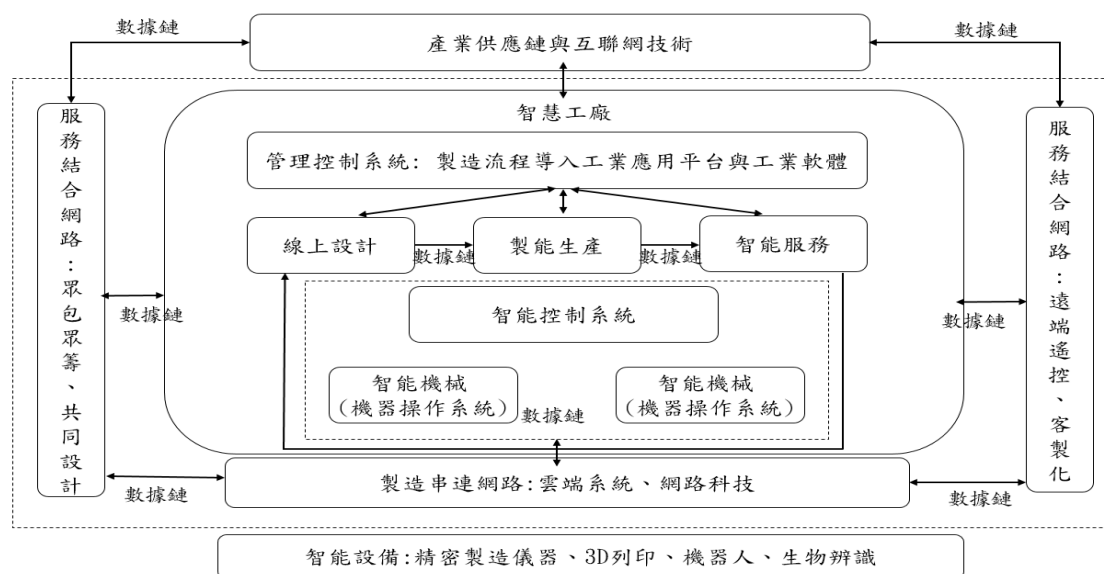 數據鏈
產業供應鏈與互聯網技術
數據鏈
智慧工廠
服務結合網路:眾包眾籌、共同設計
管理控制系統: 製造流程導入工業應用平台與工業軟體
服務結合網路:遠端遙控、客製化
線上設計
數據鏈
製能生產
數據鏈
智能服務
數據鏈
智能控制系統
數據鏈
智能機械
(機器操作系統)
數據鏈
智能機械
(機器操作系統)
數據鏈
製造串連網路:雲端系統、網路科技
數據鏈
智能設備:精密製造儀器、3D列印、機器人、生物辨識